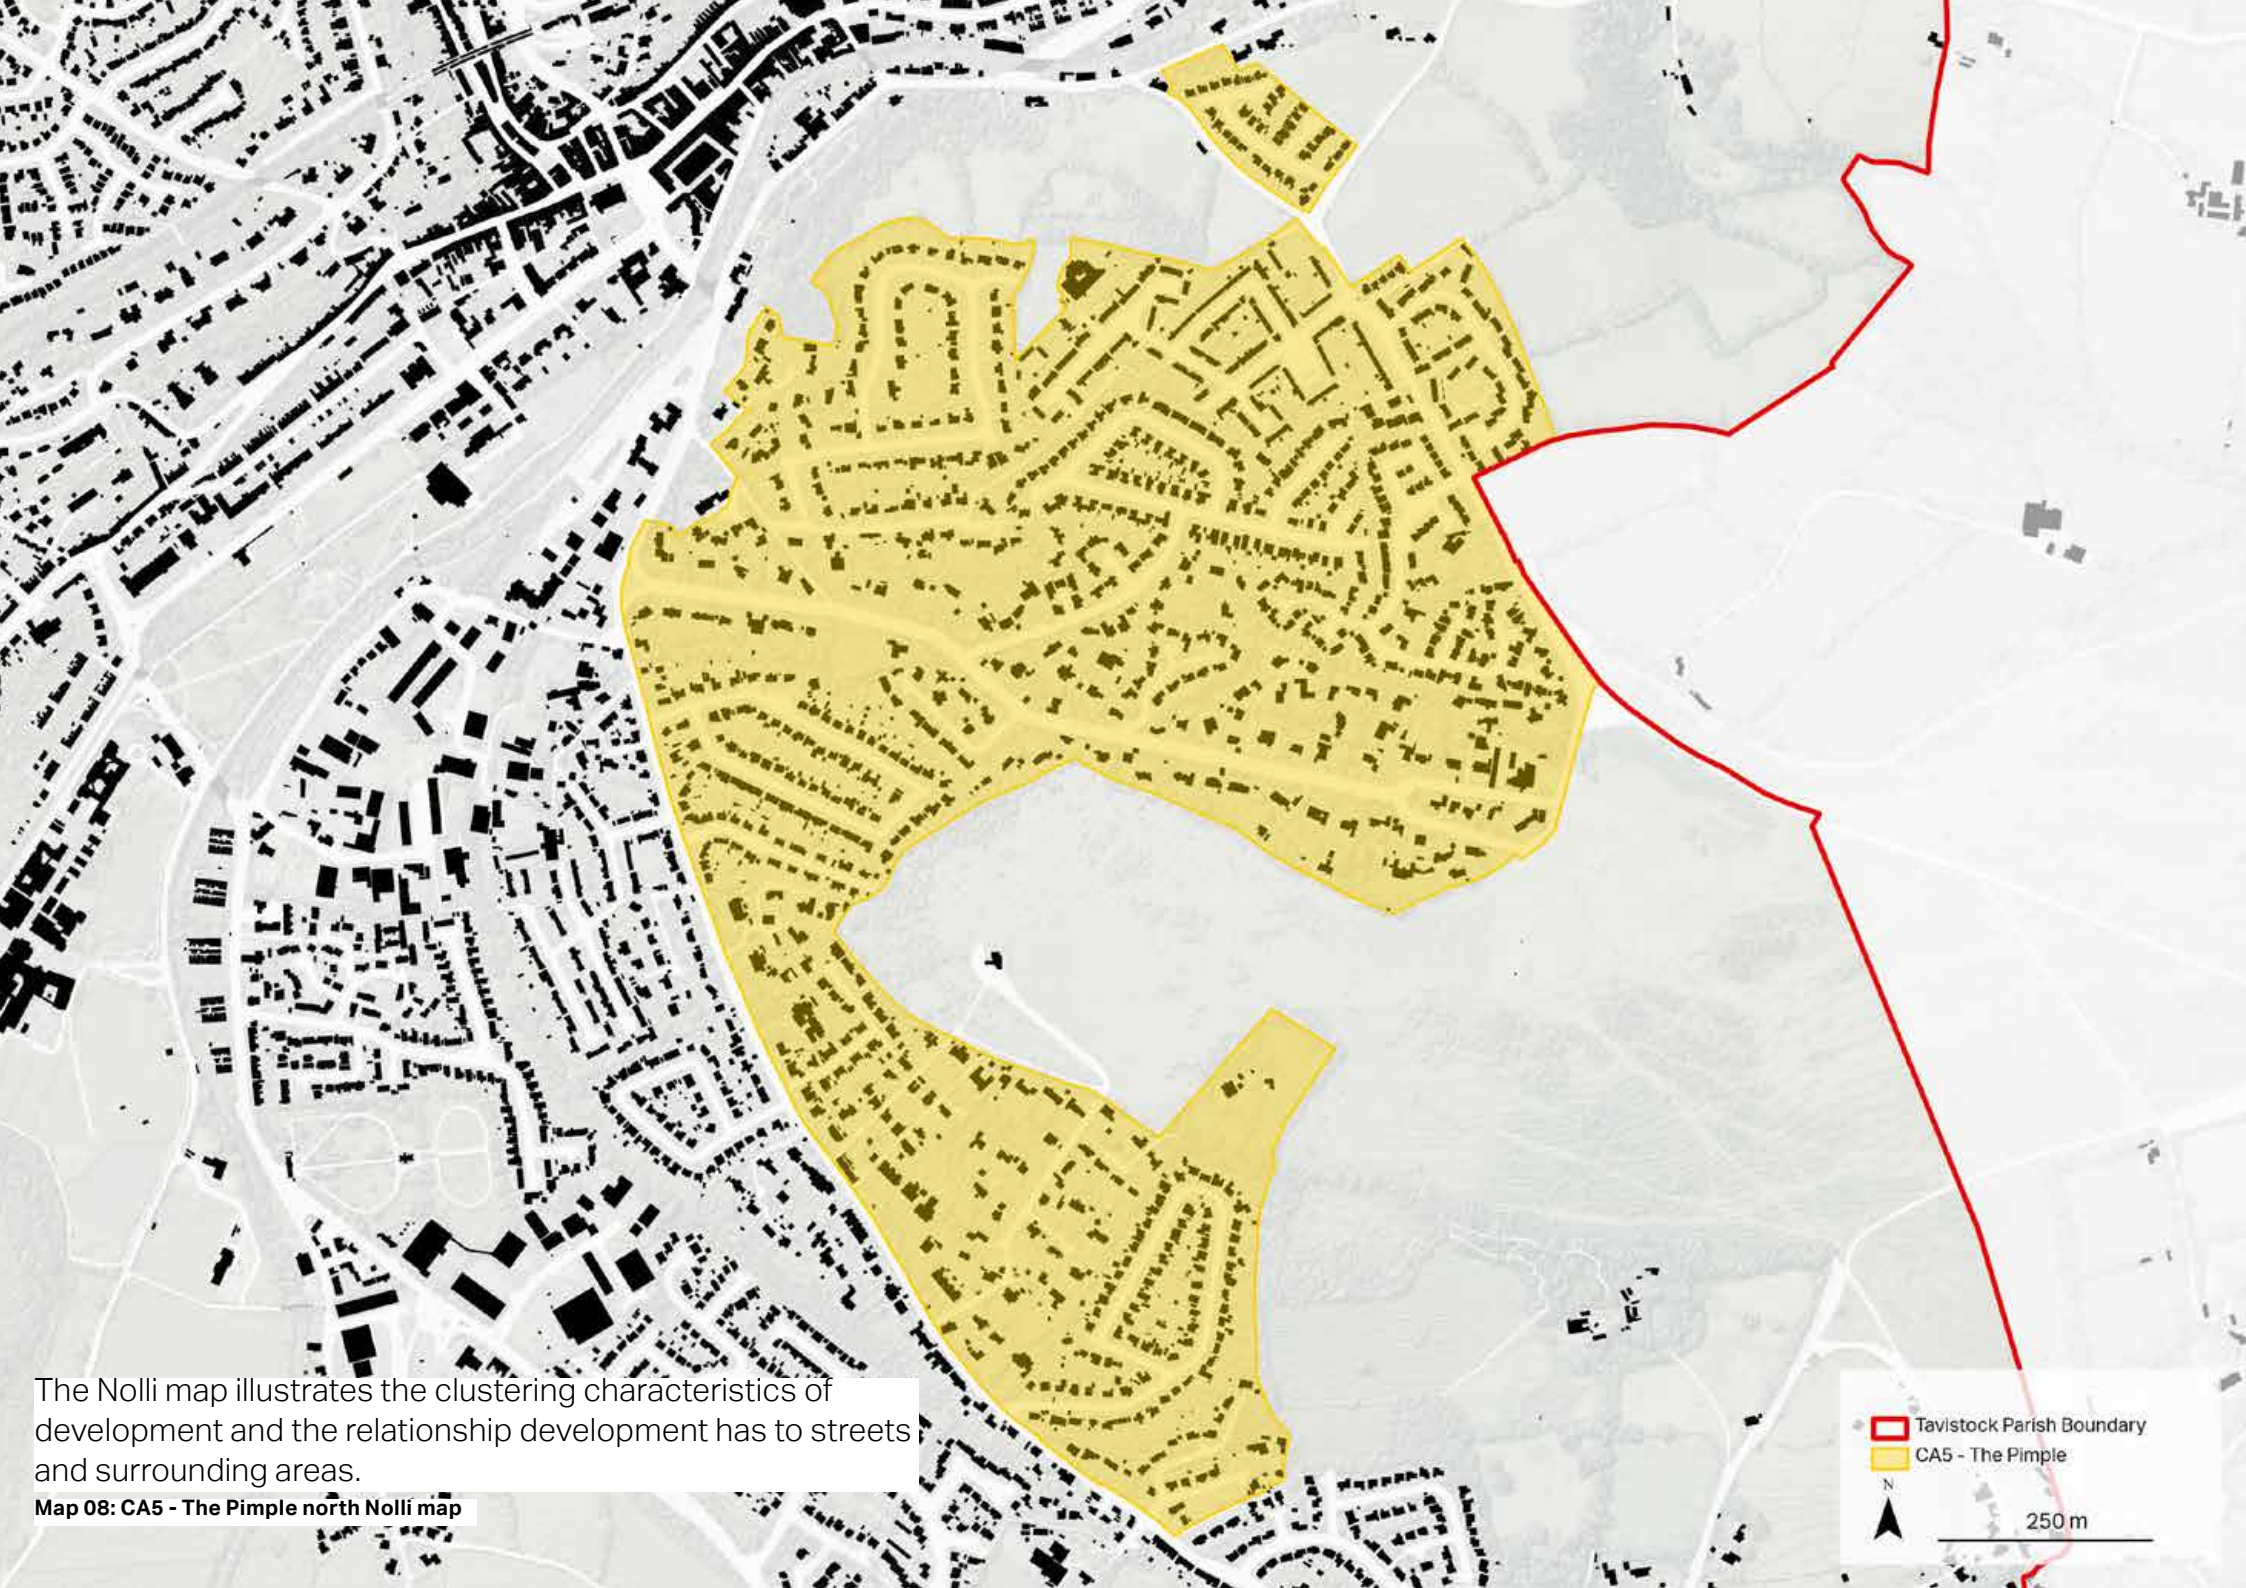 The Nolli map illustrates the clustering characteristics of
development and the relationship development has to streets
and surrounding areas.
Map 08: CA5 - The Pimple north Nolli map
Tavistock Parish Boundary
CA5 - The Pimple
N
250 m